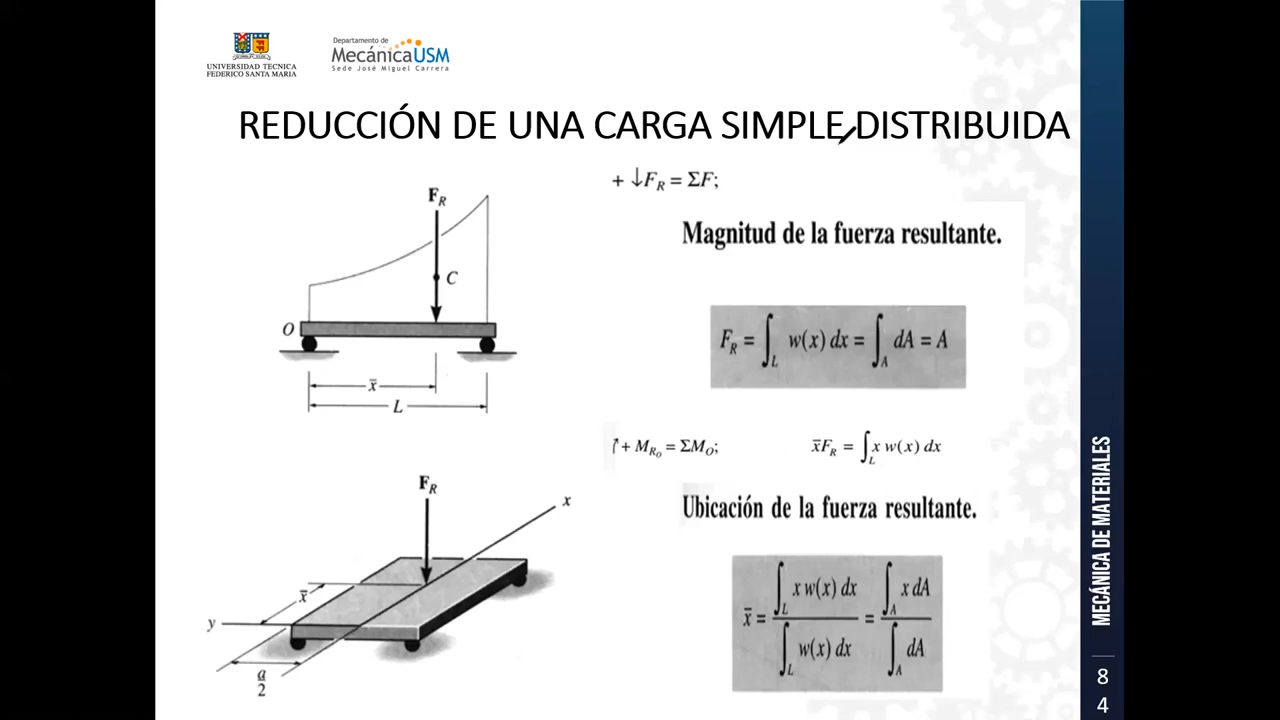 UNIVERSIDAD TECNICA
FEDERICO SANTA MARIA
Departamento de
MecánicaUSM
Sede José Miguel Carrera
REDUCCIÓN DE UNA CARGA SIMPLE DISTRIBUIDA
F_R
C
O
x̄
L
F_R
x
x̄
y
a/2
+ ↓F_R = ΣF;
Magnitud de la fuerza resultante.
F_R = ∫_L w(x) dx = ∫_A dA = A
↱+ M_{R_O} = ΣM_O; x̄F_R = ∫_L x w(x) dx
Ubicación de la fuerza resultante.
x̄ = ∫_L x w(x) dx / ∫_L w(x) dx = ∫_A x dA / ∫_A dA
MECÁNICA DE MATERIALES
8
4